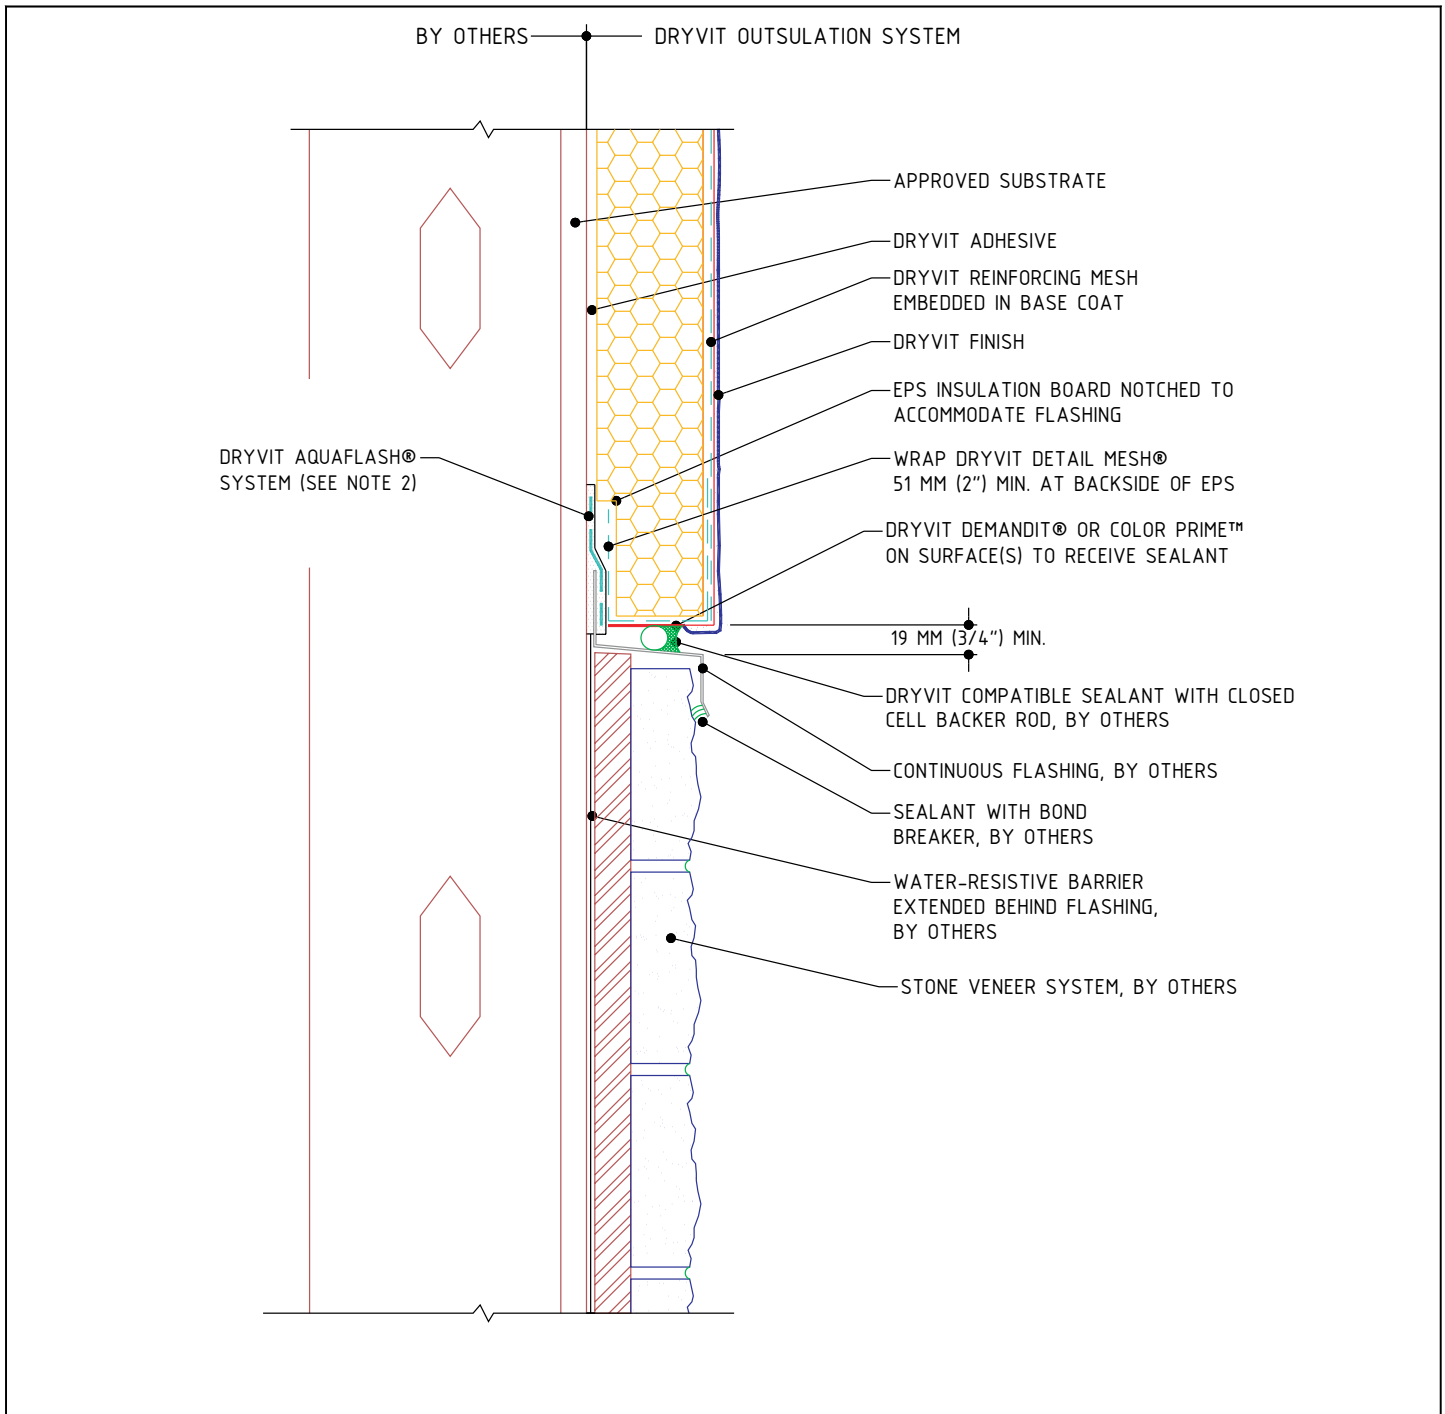 BY OTHERS
DRYVIT OUTSULATION SYSTEM
APPROVED SUBSTRATE
DRYVIT ADHESIVE
DRYVIT REINFORCING MESH
EMBEDDED IN BASE COAT
DRYVIT FINISH
EPS INSULATION BOARD NOTCHED TO
ACCOMMODATE FLASHING
DRYVIT AQUAFLASH®
SYSTEM (SEE NOTE 2)
WRAP DRYVIT DETAIL MESH®
51 MM (2") MIN. AT BACKSIDE OF EPS
DRYVIT DEMANDIT® OR COLOR PRIME™
ON SURFACE(S) TO RECEIVE SEALANT
19 MM (3/4") MIN.
DRYVIT COMPATIBLE SEALANT WITH CLOSED
CELL BACKER ROD, BY OTHERS
CONTINUOUS FLASHING, BY OTHERS
SEALANT WITH BOND
BREAKER, BY OTHERS
WATER-RESISTIVE BARRIER
EXTENDED BEHIND FLASHING,
BY OTHERS
STONE VENEER SYSTEM, BY OTHERS